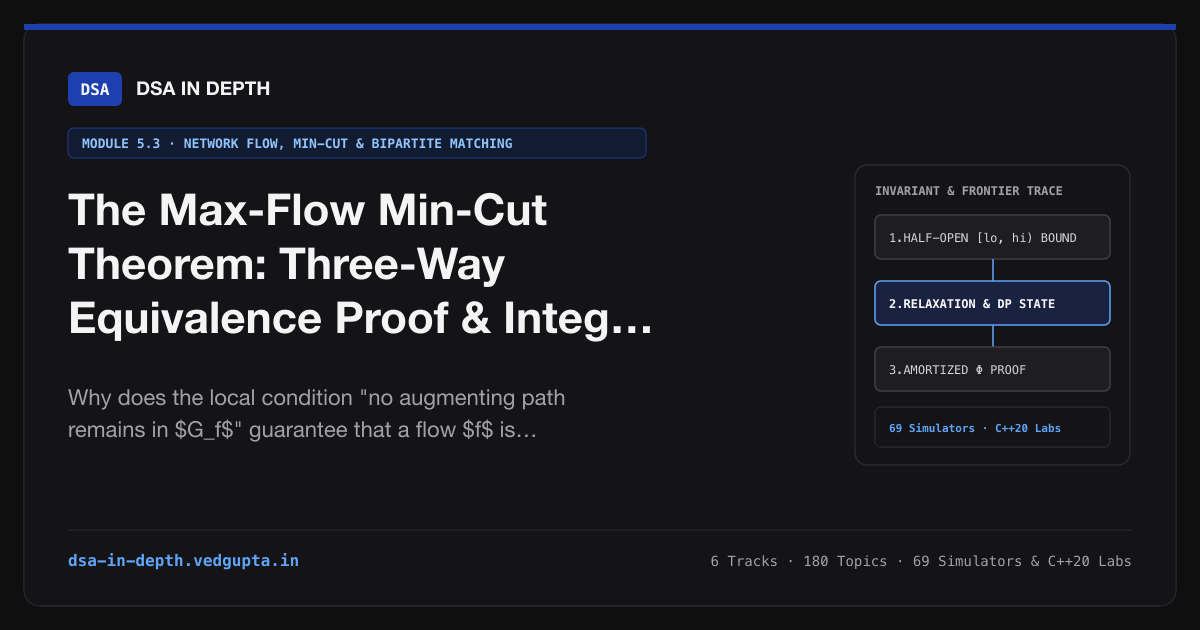 DSA
DSA IN DEPTH
MODULE 5.3 · NETWORK FLOW, MIN-CUT & BIPARTITE MATCHING
The Max-Flow Min-Cut
Theorem: Three-Way
Equivalence Proof & Integ...
Why does the local condition "no augmenting path
remains in $G_f$" guarantee that a flow $f$ is...
INVARIANT & FRONTIER TRACE
1.HALF-OPEN [lo, hi) BOUND
2.RELAXATION & DP STATE
3.AMORTIZED Φ PROOF
69 Simulators · C++20 Labs
dsa-in-depth.vedgupta.in
6 Tracks · 180 Topics · 69 Simulators & C++20 Labs